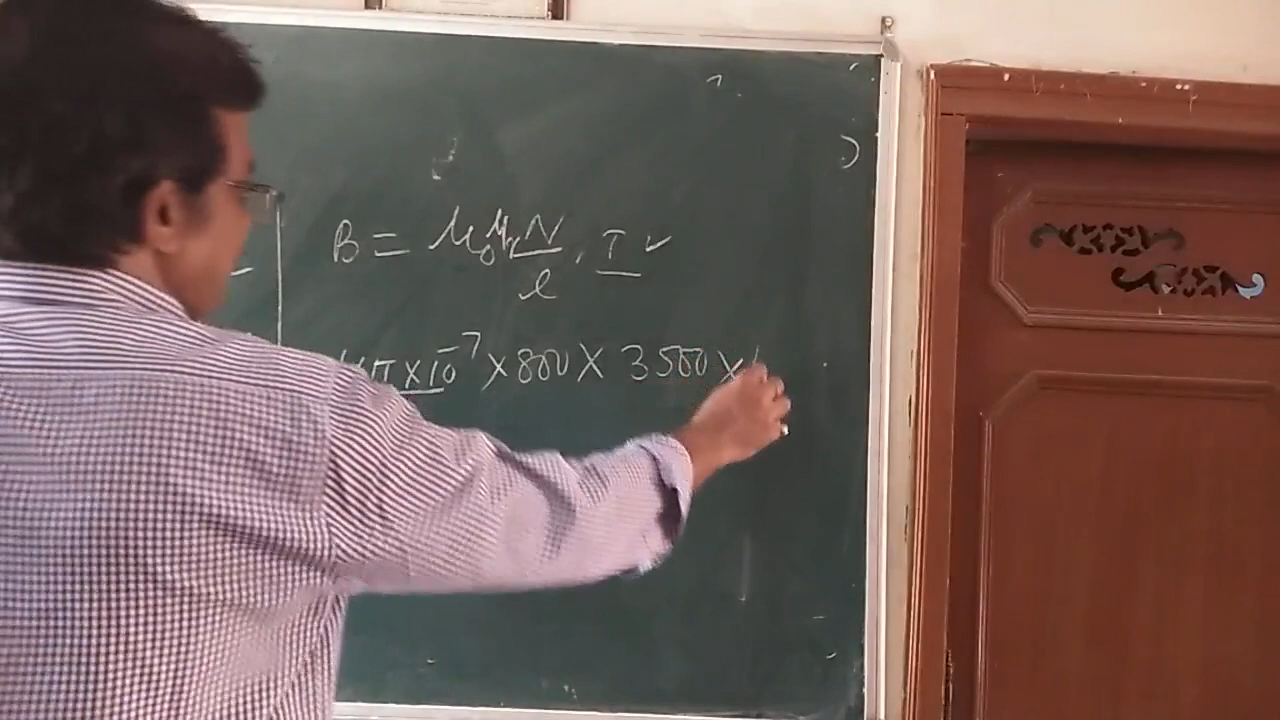 B = μ₀μᵣN/l . I ✓
4π × 10⁻⁷ × 800 × 3500 ×